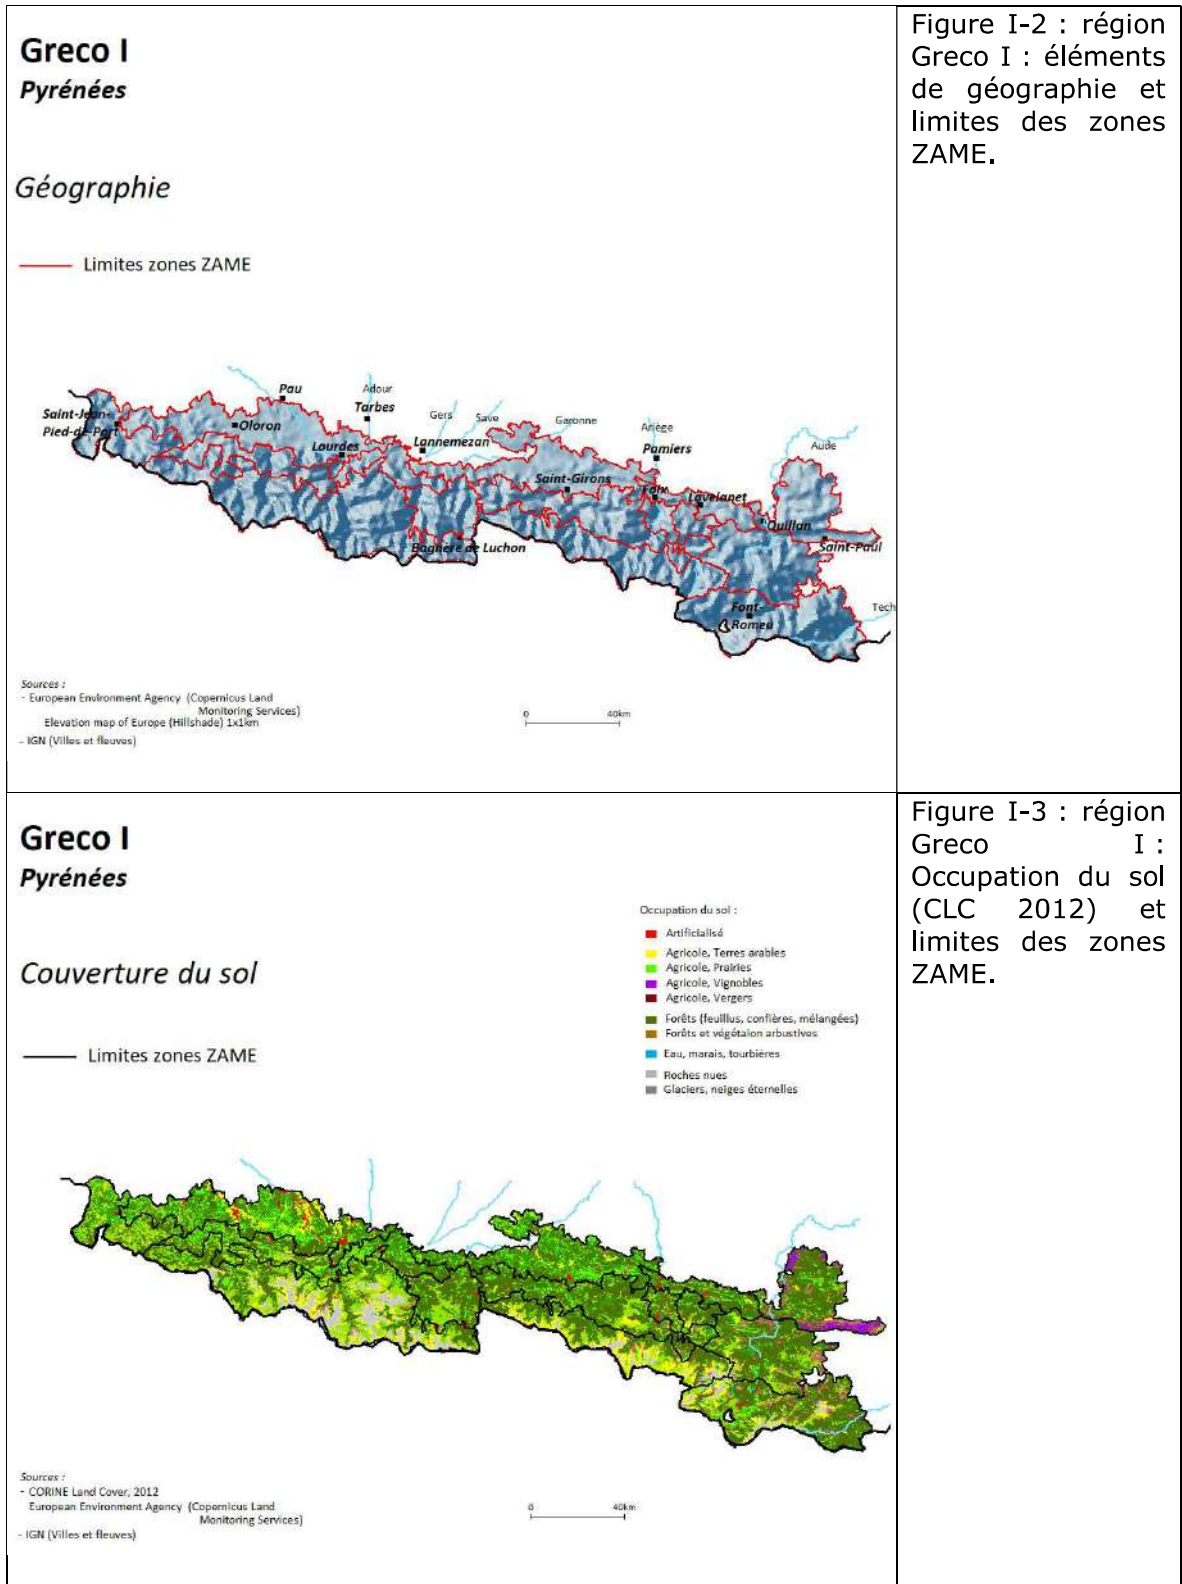 Greco I
Pyrénées
Géographie
Limites zones ZAME
Pau
Adour
Tarbes
Gers
Save
Garonne
Ariège
Pamiers
Aude
Saint-Jean-
Pied-de-Port
Oloron
Lourdes
Lannemezan
Saint-Girons
Foix
Lavelanet
Quillan
Saint-Paul
Bagnère de Luchon
Font-
Romeu
Tech
Sources :
- European Environment Agency (Copernicus Land
Monitoring Services)
Elevation map of Europe (Hillshade) 1x1km
- IGN (Villes et fleuves)
0 40km
Figure I-2 : région
Greco I : éléments
de géographie et
limites des zones
ZAME.
Greco I
Pyrénées
Couverture du sol
Limites zones ZAME
Occupation du sol :
Artificialisé
Agricole, Terres arables
Agricole, Prairies
Agricole, Vignobles
Agricole, Vergers
Forêts (feuillus, confières, mélangées)
Forêts et végétaion arbustives
Eau, marais, tourbières
Roches nues
Glaciers, neiges éternelles
Sources :
- CORINE Land Cover, 2012
European Environment Agency (Copernicus Land
Monitoring Services)
- IGN (Villes et fleuves)
0 40km
Figure I-3 : région
Greco I :
Occupation du sol
(CLC 2012) et
limites des zones
ZAME.